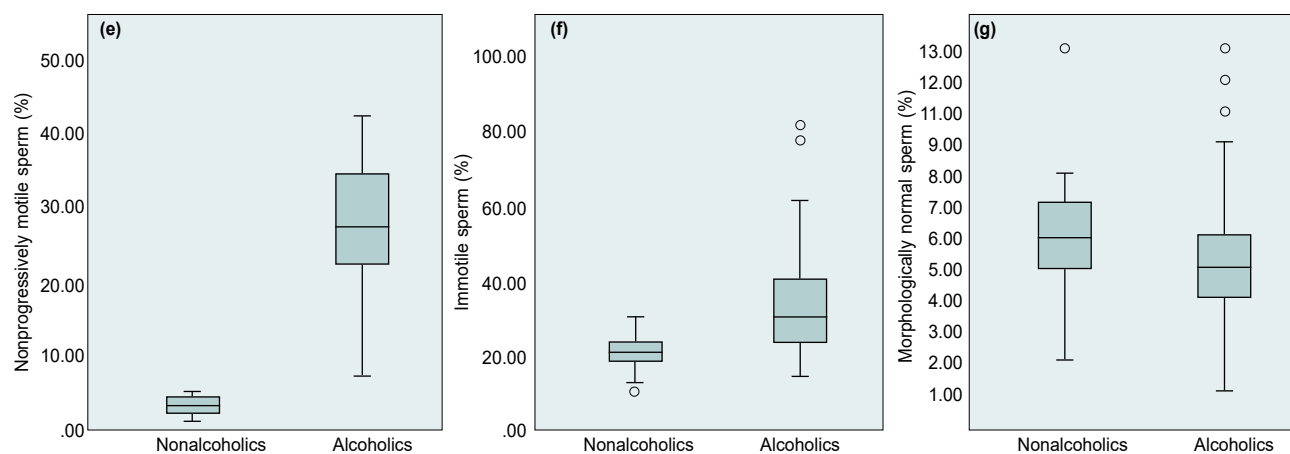 (e)
Nonprogressively motile sperm (%)
50.00
40.00
30.00
20.00
10.00
.00
Nonalcoholics Alcoholics
(f)
Immotile sperm (%)
100.00
80.00
60.00
40.00
20.00
.00
Nonalcoholics Alcoholics
(g)
Morphologically normal sperm (%)
13.00
12.00
11.00
9.00
8.00
7.00
6.00
5.00
4.00
3.00
2.00
1.00
Nonalcoholics Alcoholics